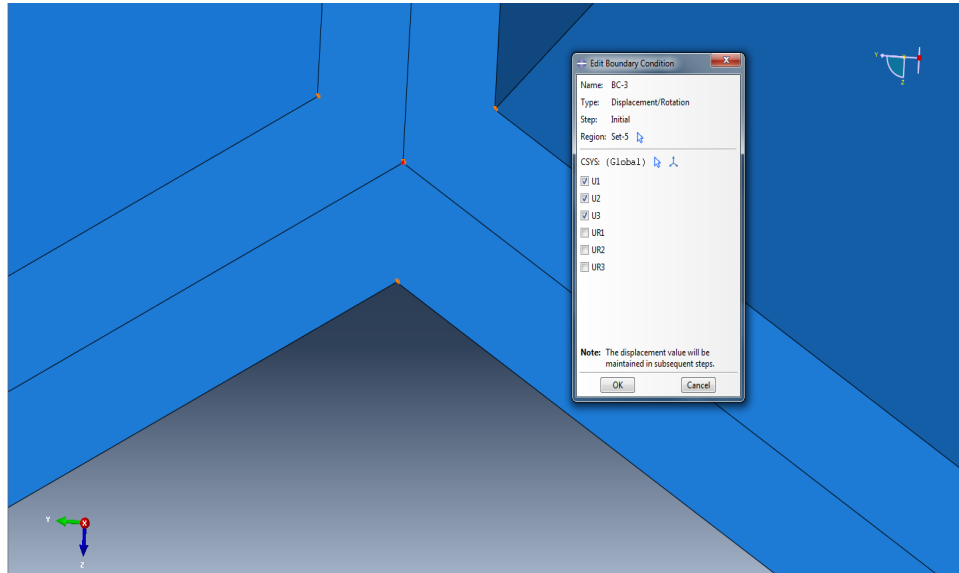 Edit Boundary Condition
X
Name: BC-3
Type: Displacement/Rotation
Step: Initial
Region: Set-5
CSYS: (Global)
U1
U2
U3
UR1
UR2
UR3
Note: The displacement value will be
maintained in subsequent steps.
OK Cancel
Y
Z
Y
X
Z